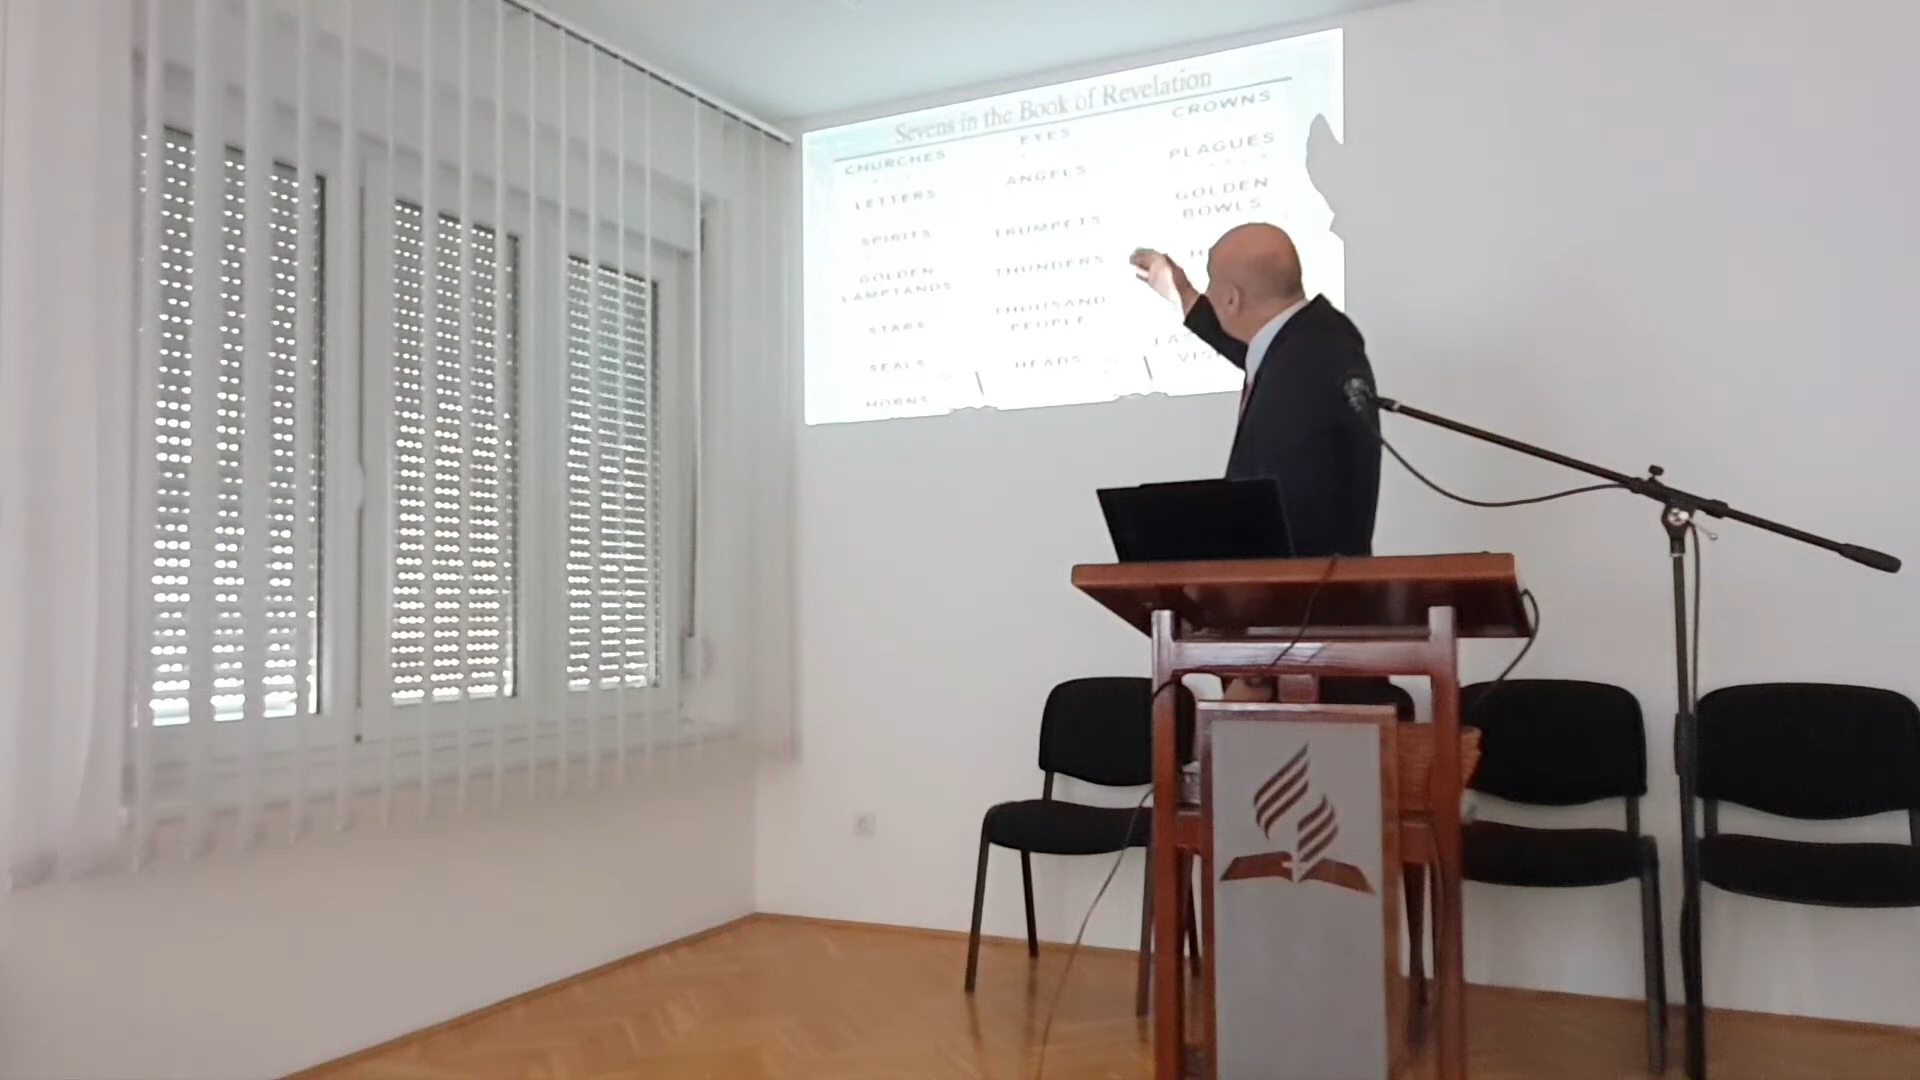 Sevens in the Book of Revelation
CHURCHES
LETTERS
SPIRITS
GOLDEN
LAMPTANDS
STARS
SEALS
HORNS
EYES
ANGELS
TRUMPETS
THUNDERS
THOUSAND
PEOPLE
HEADS
CROWNS
PLAGUES
GOLDEN
BOWLS